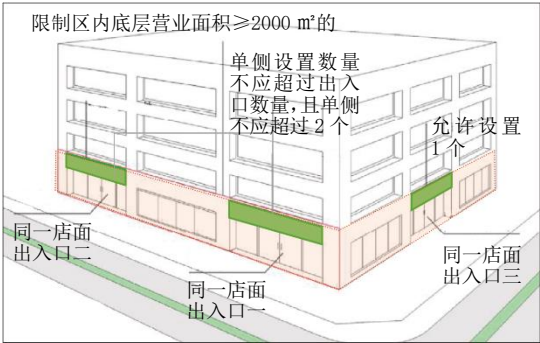 限制区内底层营业面积≥2000 ㎡的
单侧设置数量
不应超过出入
口数量,且单侧
不应超过2个
允许设置
1个
同一店面
出入口二
同一店面
出入口一
同一店面
出入口三